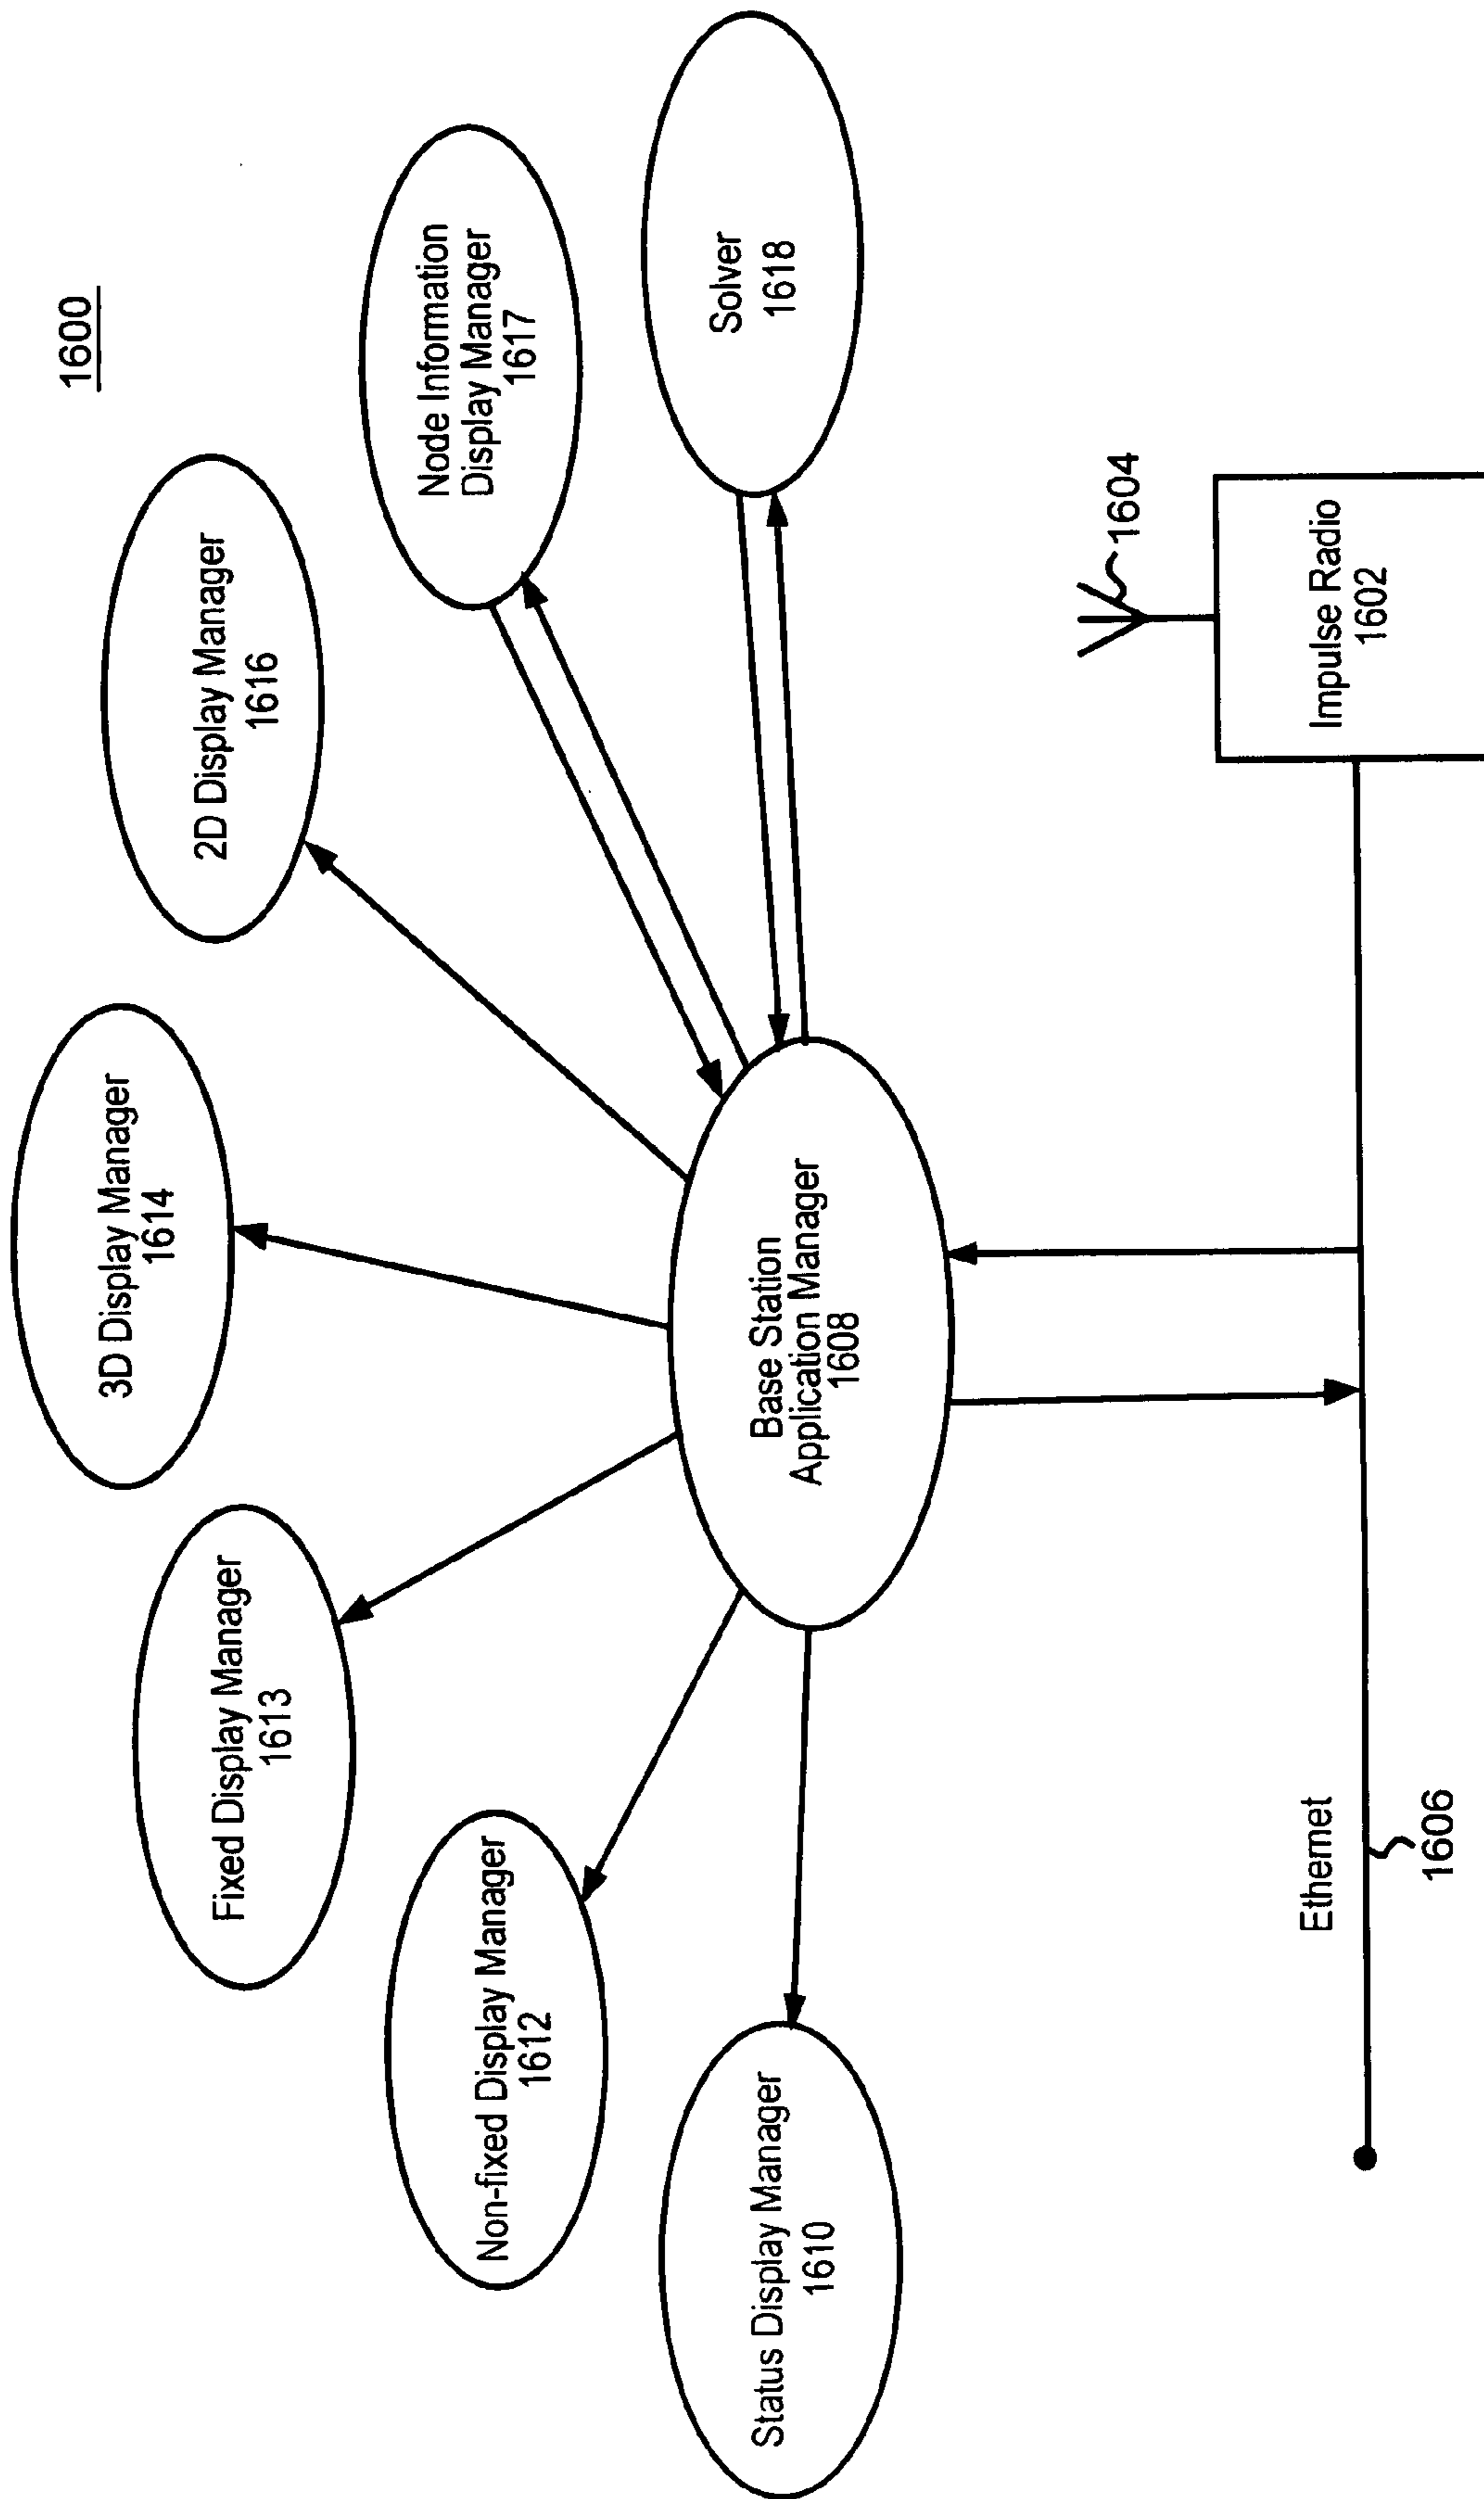 1600
3D Display Manager
1614
Fixed Display Manager
1613
2D Display Manager
1616
Non-fixed Display Manager
1612
Node Information
Display Manager
1617
Status Display Manager
1610
Base Station
Application Manager
1608
Solver
1618
1604
Ethernet
1606
Impulse Radio
1602